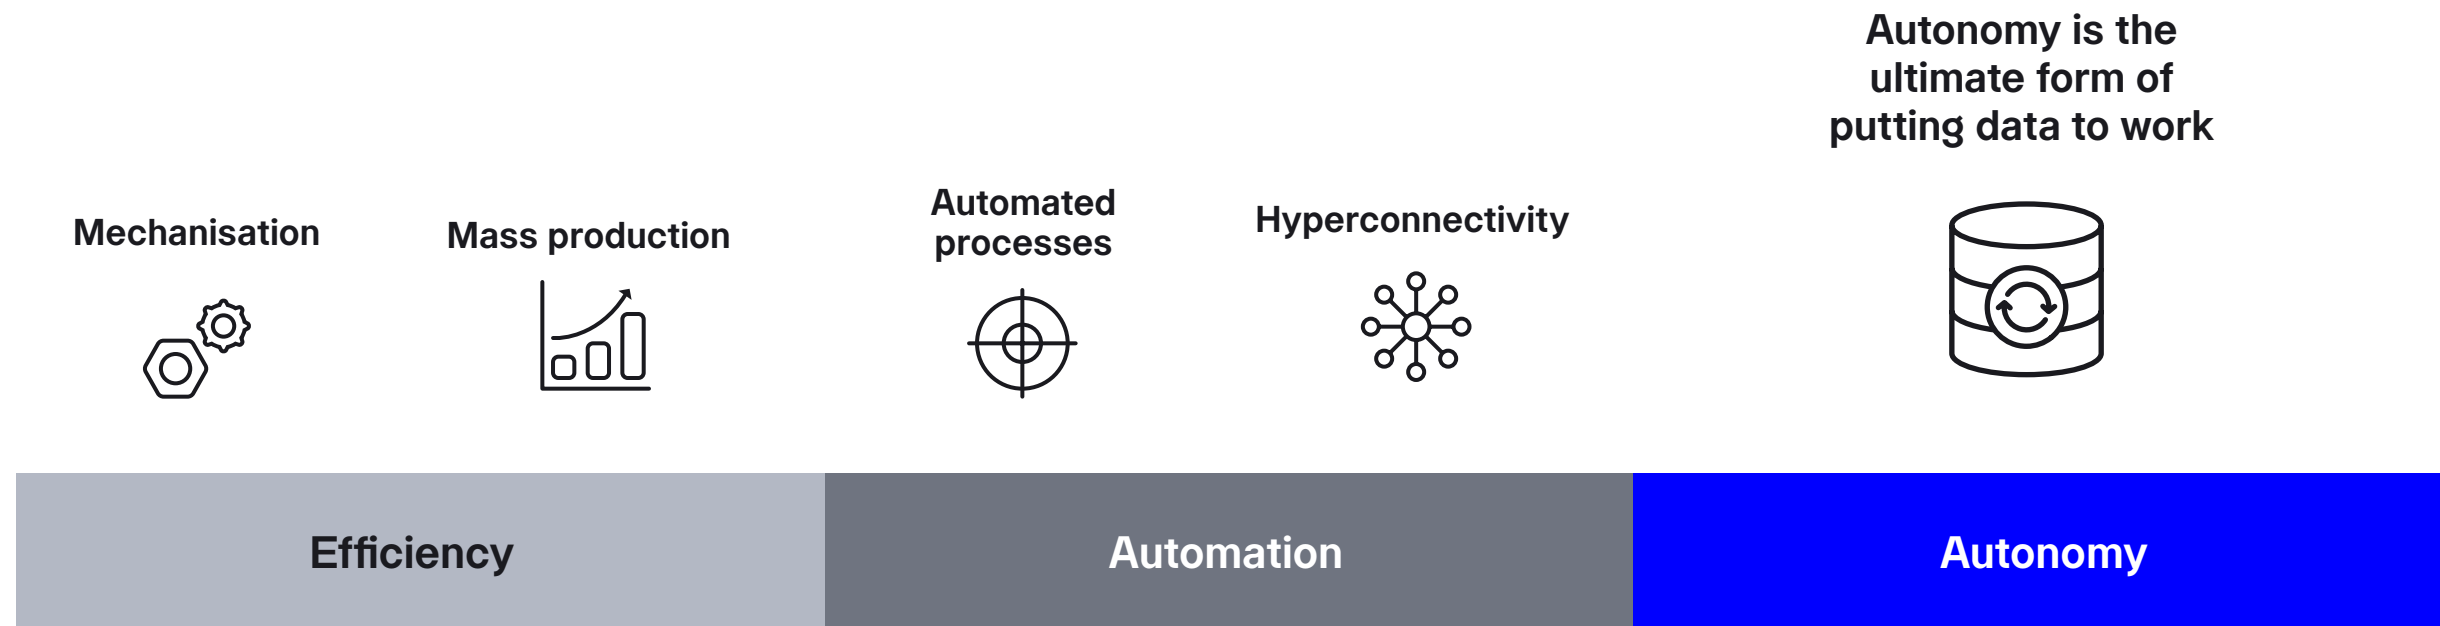 Autonomy is the
ultimate form of
putting data to work
Mechanisation
Mass production
Automated
processes
Hyperconnectivity
Efficiency
Automation
Autonomy